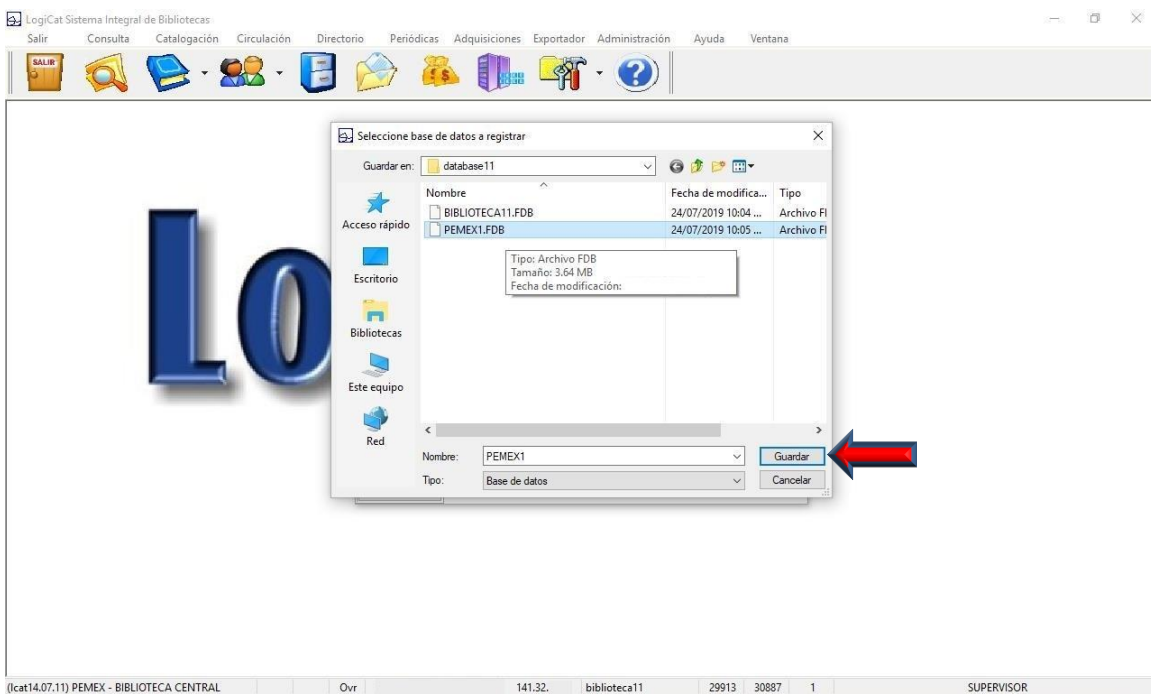 LogiCat Sistema Integral de Bibliotecas
Salir Consulta Catalogación Circulación Directorio Periódicas Adquisiciones Exportador Administración Ayuda Ventana
SALIR
Lo
Seleccione base de datos a registrar
Guardar en: database11
Nombre Fecha de modifica... Tipo
BIBLIOTECA11.FDB 24/07/2019 10:04 ... Archivo FI
PEMEX1.FDB 24/07/2019 10:05 ... Archivo FI
Tipo: Archivo FDB
Tamaño: 3.64 MB
Fecha de modificación:
Acceso rápido
Escritorio
Bibliotecas
Este equipo
Red
Nombre: PEMEX1 Guardar
Tipo: Base de datos Cancelar
(lcat14.07.11) PEMEX - BIBLIOTECA CENTRAL Ovr 141.32. biblioteca11 29913 30887 1 SUPERVISOR